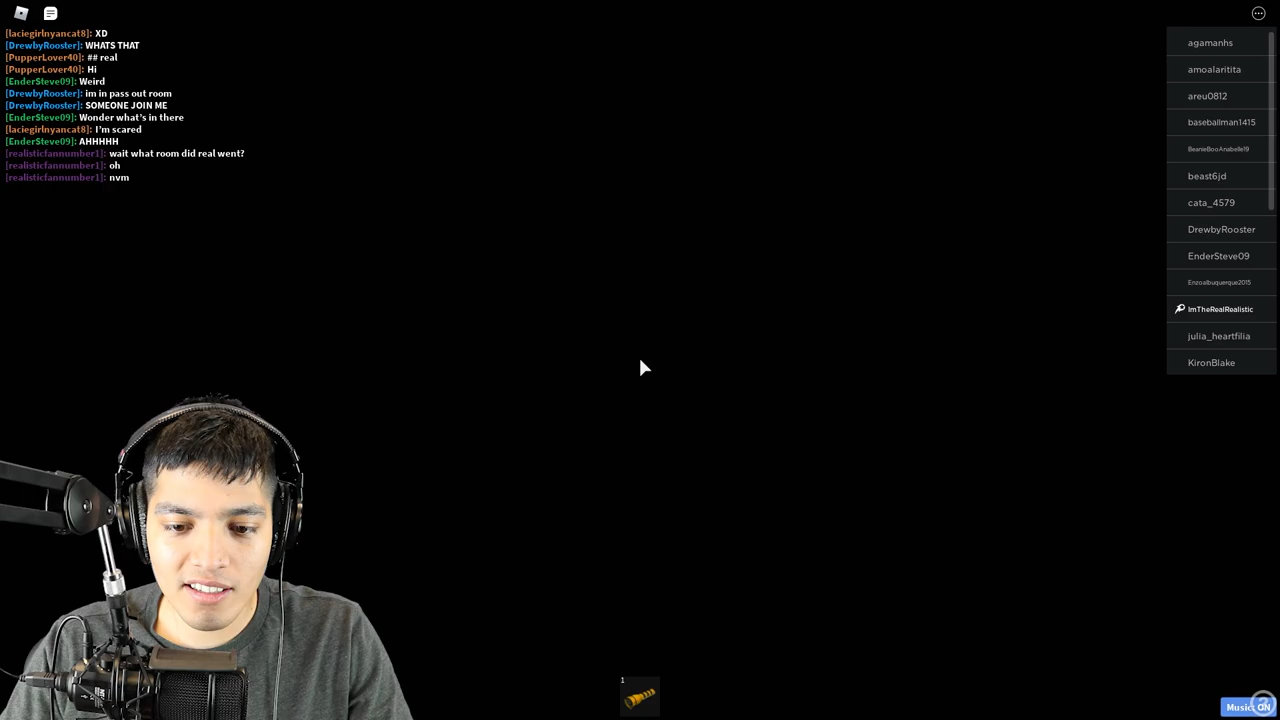 [laciegirlnyancat8]: XD
[DrewbyRooster]: WHATS THAT
[PupperLover40]: ## real
[PupperLover40]: Hi
[EnderSteve09]: Weird
[DrewbyRooster]: im in pass out room
[DrewbyRooster]: SOMEONE JOIN ME
[EnderSteve09]: Wonder what's in there
[laciegirlnyancat8]: I'm scared
[EnderSteve09]: AHHHHH
[realisticfannumber1]: wait what room did real went?
[realisticfannumber1]: oh
[realisticfannumber1]: nvm
agamanhs
amoalaritita
areu0812
baseballman1415
BeanieBooAnabelle19
beast6jd
cata_4579
DrewbyRooster
EnderSteve09
Enzoalbuquerque2015
ImTheRealRealistic
julia_heartfilia
KironBlake
1
Music: ON
?